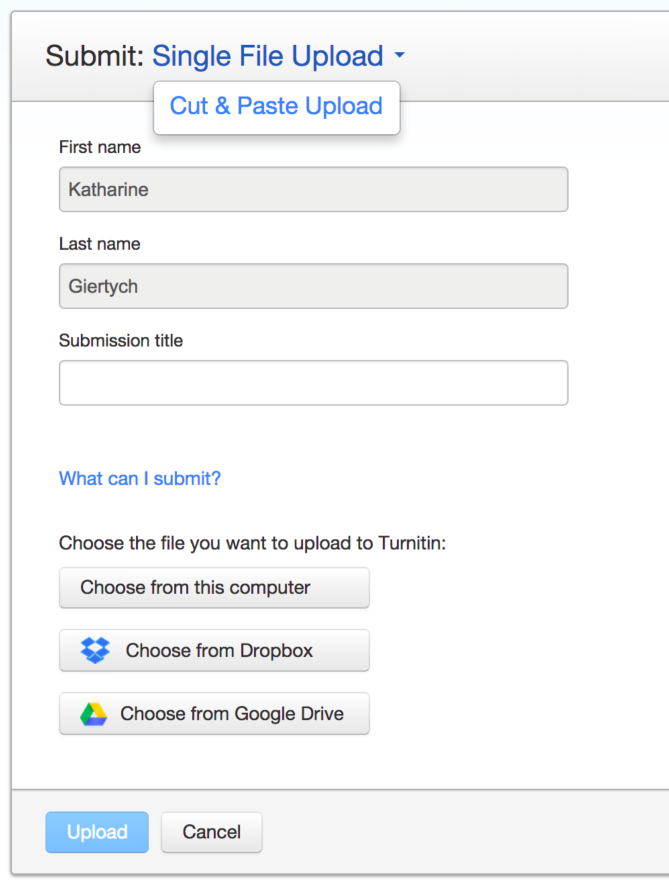 Submit: Single File Upload
Cut & Paste Upload
First name
Katharine
Last name
Giertych
Submission title
What can I submit?
Choose the file you want to upload to Turnitin:
Choose from this computer
Choose from Dropbox
Choose from Google Drive
Upload Cancel